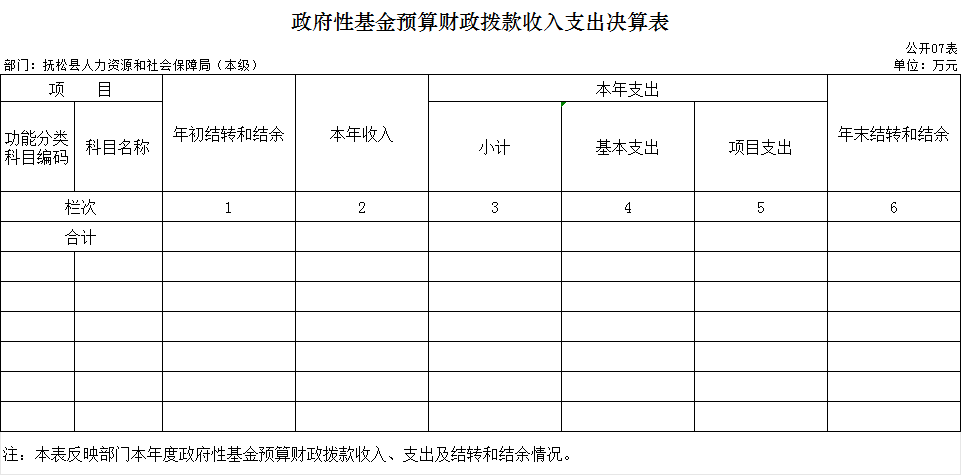 政府性基金预算财政拨款收入支出决算表
公开07表
部门：抚松县人力资源和社会保障局（本级）
单位：万元
项 目
年初结转和结余
本年收入
本年支出
年末结转和结余
功能分类
科目编码
科目名称
小计
基本支出
项目支出
栏次 1 2 3 4 5 6
合计
注：本表反映部门本年度政府性基金预算财政拨款收入、支出及结转和结余情况。